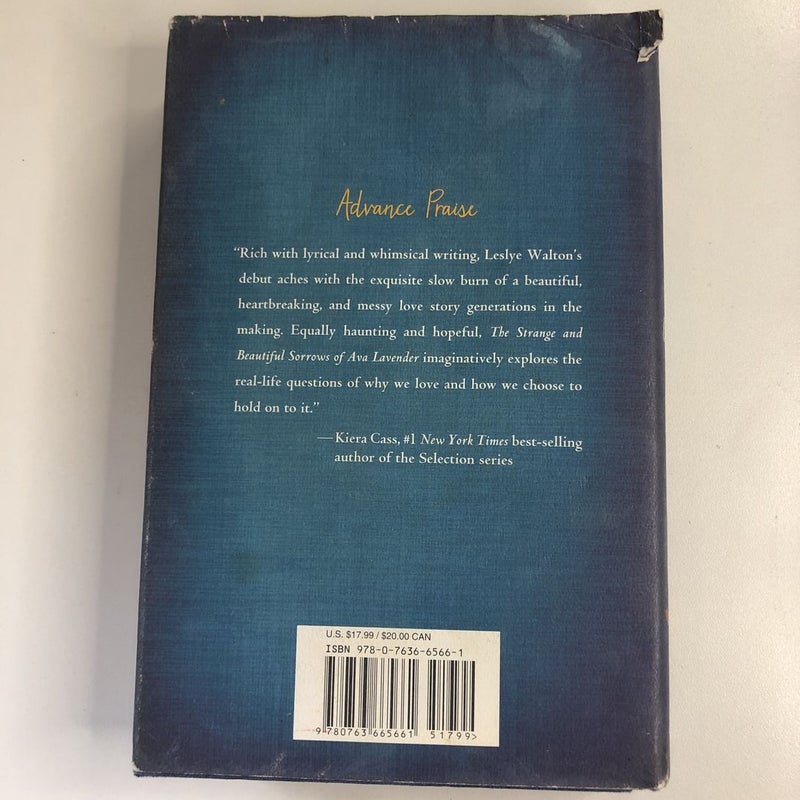 Advance Praise
“Rich with lyrical and whimsical writing, Leslye Walton’s
debut aches with the exquisite slow burn of a beautiful,
heartbreaking, and messy love story generations in the
making. Equally haunting and hopeful, The Strange and
Beautiful Sorrows of Ava Lavender imaginatively explores the
real-life questions of why we love and how we choose to
hold on to it.”
—Kiera Cass, #1 New York Times best-selling
author of the Selection series
U.S. $17.99 / $20.00 CAN
ISBN 978-0-7636-6566-1
9 780763 665661 51799>